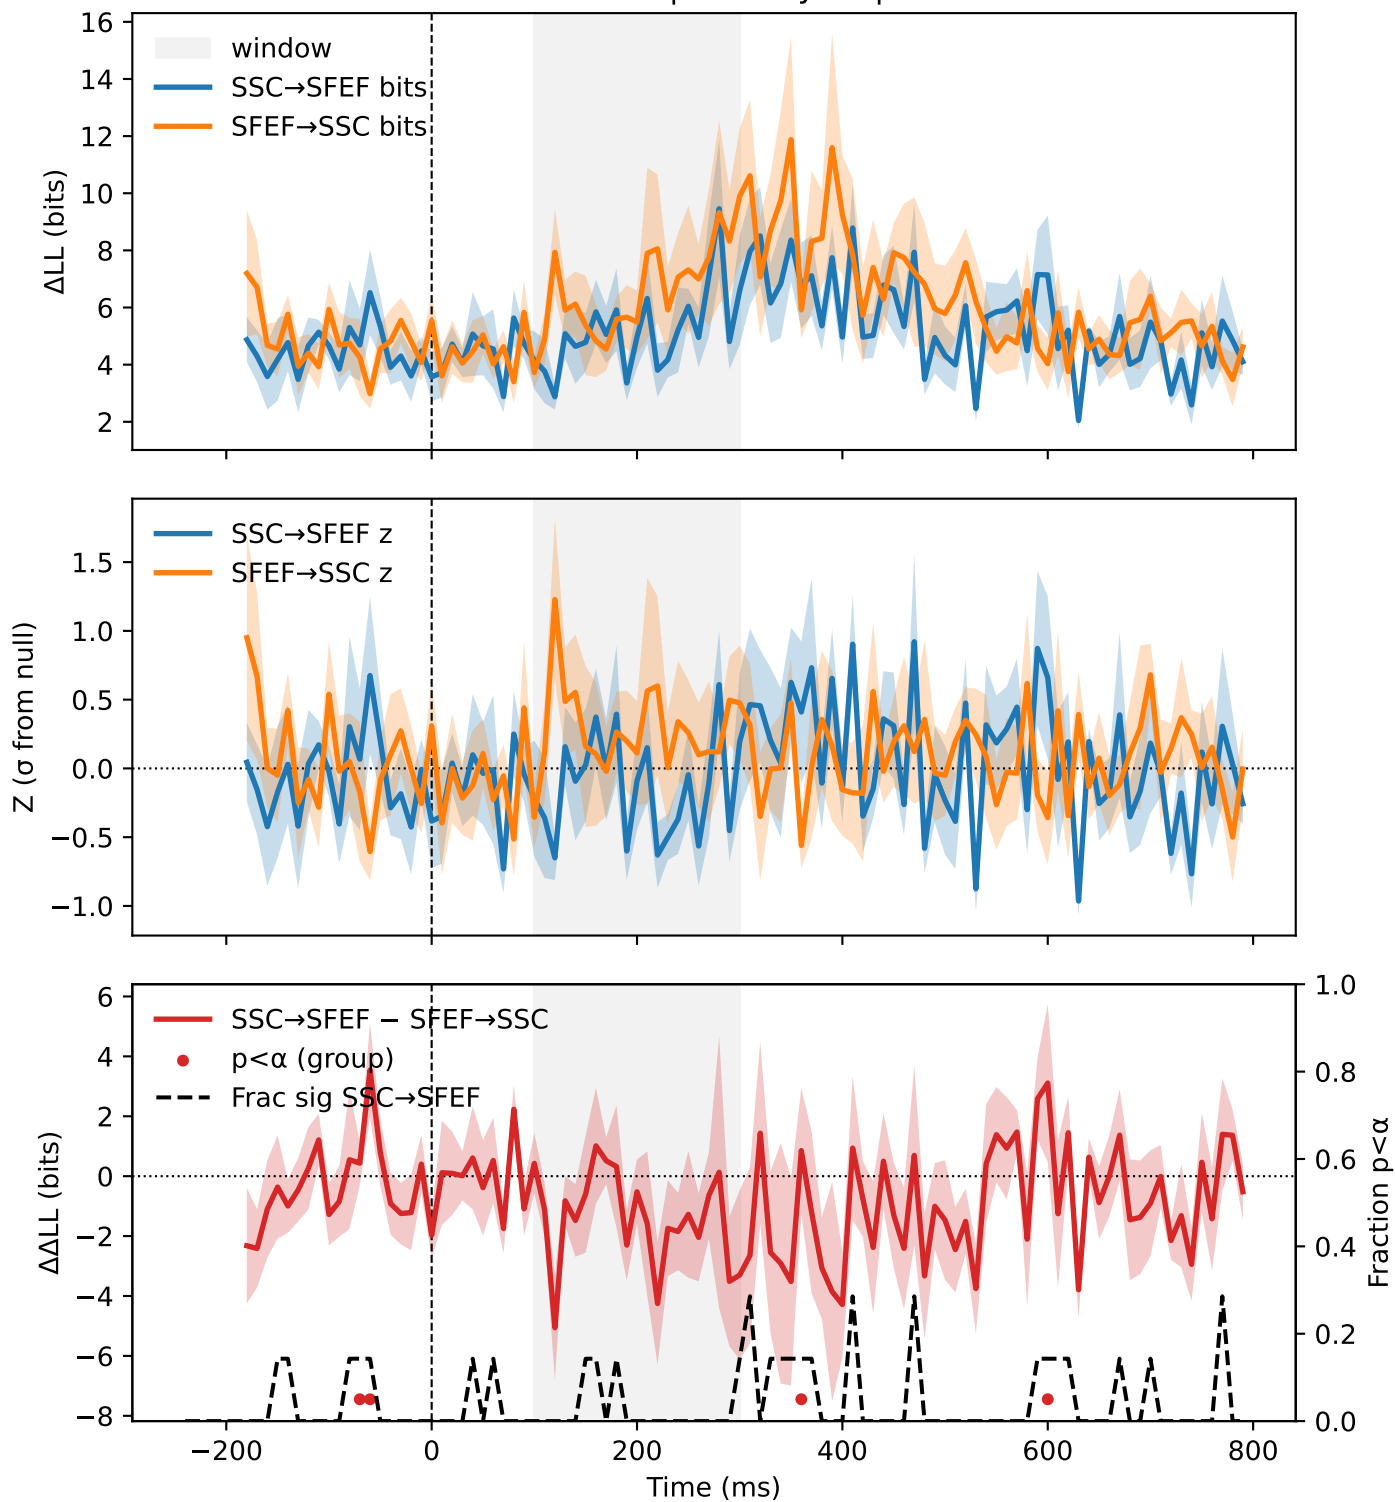 16
14
12
10
8
6
4
2
ΔLL (bits)
window
SSC→SFEF bits
SFEF→SSC bits
1.5
1.0
0.5
0.0
−0.5
−1.0
Z (σ from null)
SSC→SFEF z
SFEF→SSC z
6
4
2
0
−2
−4
−6
−8
ΔΔLL (bits)
SSC→SFEF − SFEF→SSC
p<α (group)
Frac sig SSC→SFEF
1.0
0.8
0.6
0.4
0.2
0.0
Fraction p<α
−200
0
200
400
600
800
Time (ms)